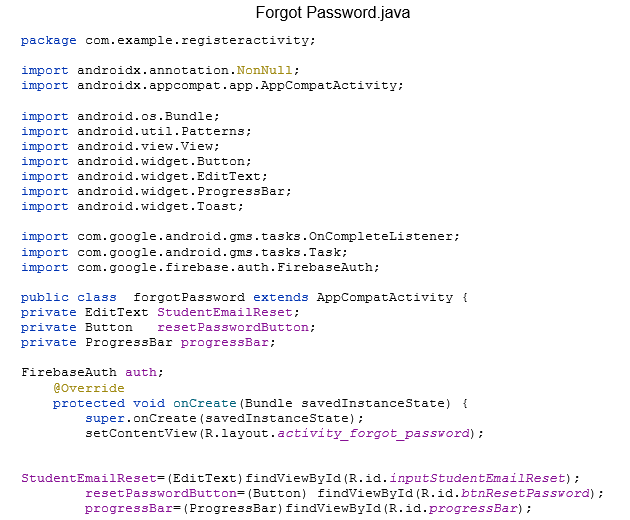 Forgot Password.java
package com.example.registeractivity;
import androidx.annotation.NonNull;
import androidx.appcompat.app.AppCompatActivity;
import android.os.Bundle;
import android.util.Patterns;
import android.view.View;
import android.widget.Button;
import android.widget.EditText;
import android.widget.ProgressBar;
import android.widget.Toast;
import com.google.android.gms.tasks.OnCompleteListener;
import com.google.android.gms.tasks.Task;
import com.google.firebase.auth.FirebaseAuth;
public class  forgotPassword extends AppCompatActivity {
private EditText StudentEmailReset;
private Button   resetPasswordButton;
private ProgressBar progressBar;
FirebaseAuth auth;
    @Override
    protected void onCreate(Bundle savedInstanceState) {
        super.onCreate(savedInstanceState);
        setContentView(R.layout.activity_forgot_password);
StudentEmailReset=(EditText)findViewById(R.id.inputStudentEmailReset);
        resetPasswordButton=(Button) findViewById(R.id.btnResetPassword);
        progressBar=(ProgressBar)findViewById(R.id.progressBar);